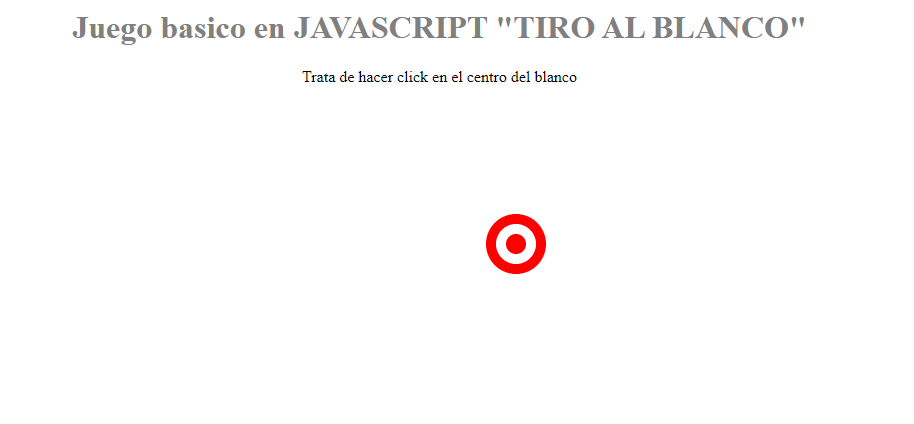 Juego basico en JAVASCRIPT "TIRO AL BLANCO"
Trata de hacer click en el centro del blanco